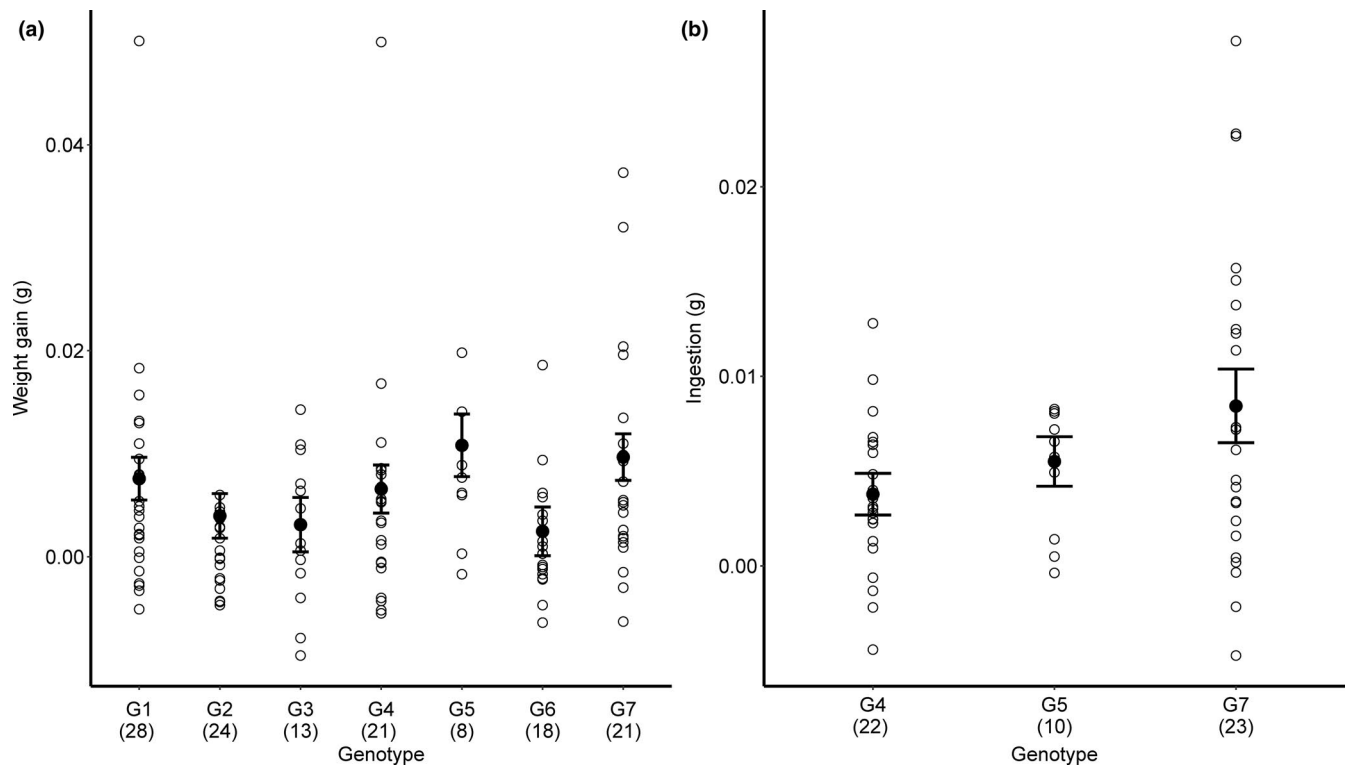 (a)
Weight gain (g)
0.04
0.02
0.00
G1 G2 G3 G4 G5 G6 G7
(28) (24) (13) (21) (8) (18) (21)
Genotype
(b)
Ingestion (g)
0.02
0.01
0.00
G4 G5 G7
(22) (10) (23)
Genotype